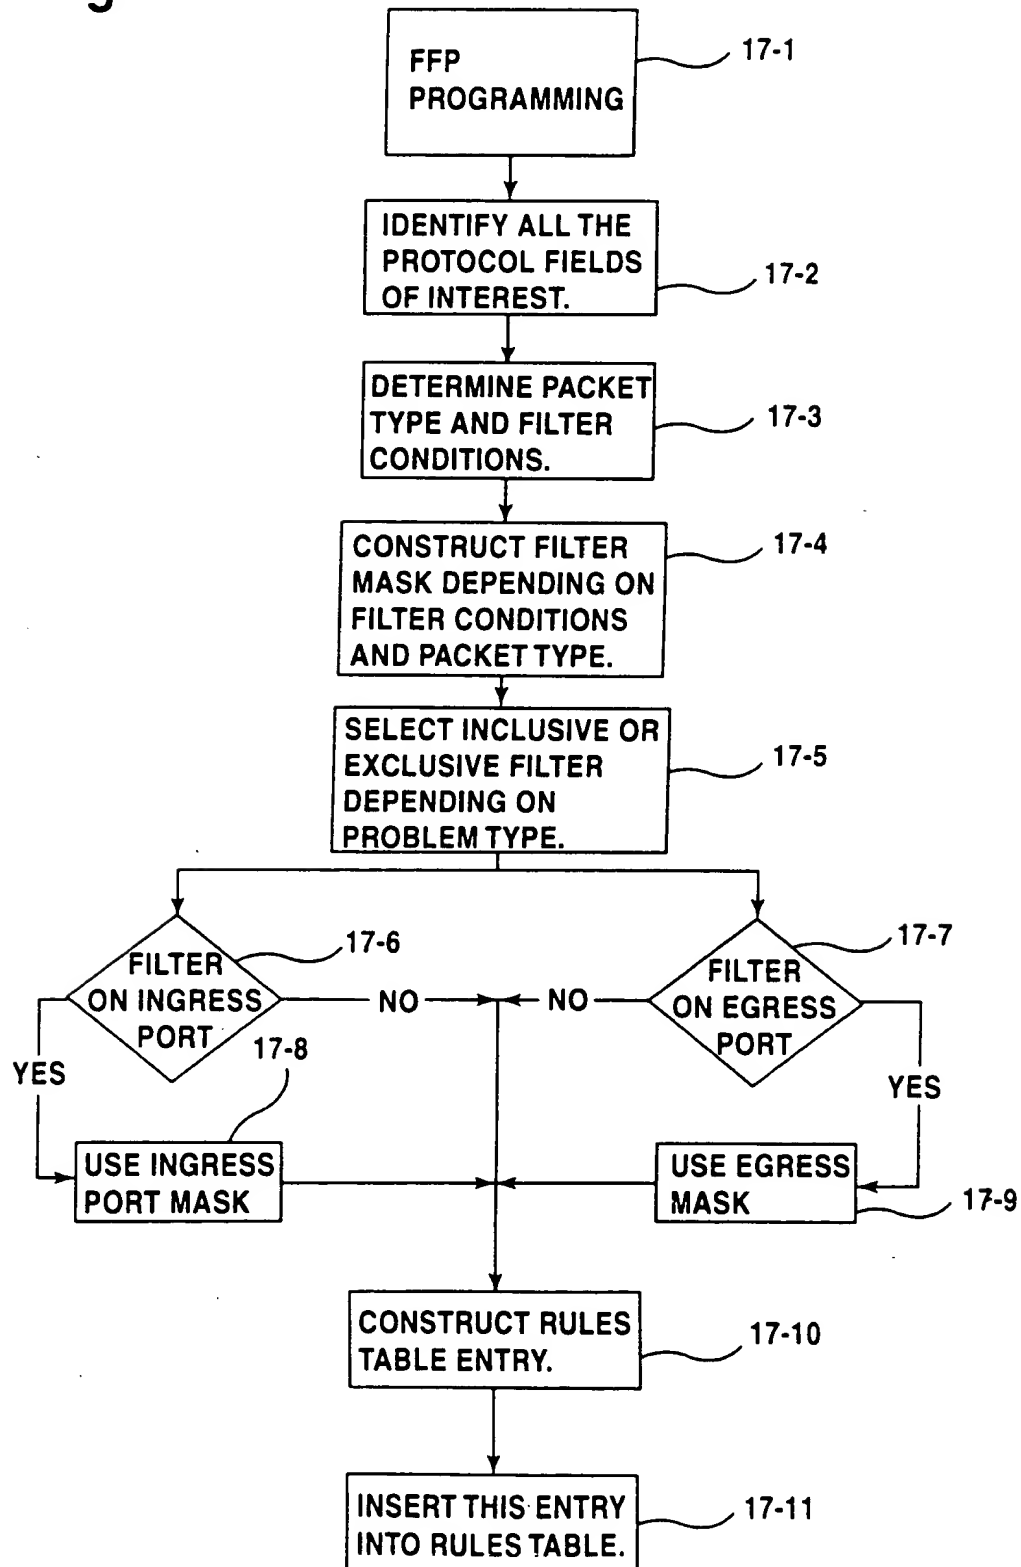 FFP
PROGRAMMING
17-1
IDENTIFY ALL THE
PROTOCOL FIELDS
OF INTEREST.
17-2
DETERMINE PACKET
TYPE AND FILTER
CONDITIONS.
17-3
CONSTRUCT FILTER
MASK DEPENDING ON
FILTER CONDITIONS
AND PACKET TYPE.
17-4
SELECT INCLUSIVE OR
EXCLUSIVE FILTER
DEPENDING ON
PROBLEM TYPE.
17-5
FILTER
ON INGRESS
PORT
17-6
NO
NO
FILTER
ON EGRESS
PORT
17-7
YES
17-8
YES
USE INGRESS
PORT MASK
USE EGRESS
MASK
17-9
CONSTRUCT RULES
TABLE ENTRY.
17-10
INSERT THIS ENTRY
INTO RULES TABLE.
17-11